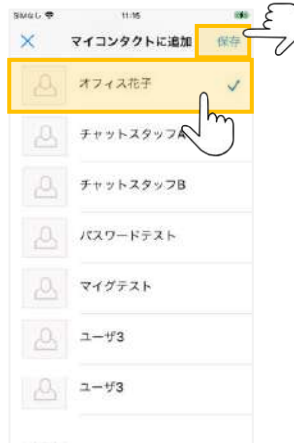 SIMなし 11:16
マイコンタクトに追加 保存
オフィス花子
チャットスタッフA
チャットスタッフB
パスワードテスト
マイグテスト
ユーザ3
ユーザ3